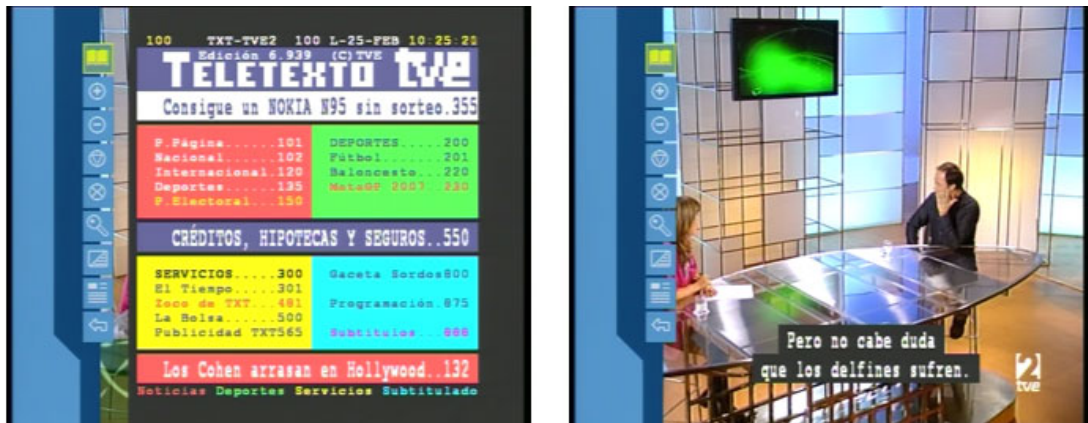 100 TXT-TVE2 100 L-25-FEB 10:25:20
Edición 6.939 (C) TVE
TELETEXTO tve
Consigue un NOKIA N95 sin sorteo.355
P.Página......101
Nacional......102
Internacional.120
Deportes......135
P.Electoral...150
DEPORTES.....200
Fútbol.......201
Baloncesto...220
MotoGP 2007..230
CRÉDITOS, HIPOTECAS Y SEGUROS..550
SERVICIOS.....300
El Tiempo.....301
Zoco de TXT...481
La Bolsa......500
Publicidad TXT565
Gaceta Sordos800
Programación.875
Subtítulos...888
Los Cohen arrasan en Hollywood..132
Noticias Deportes Servicios Subtitulado
Pero no cabe duda
que los delfines sufren.
2
tve